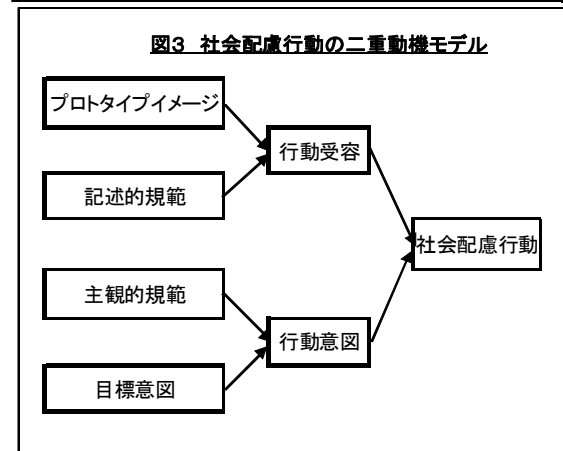 図3 社会配慮行動の二重動機モデル
プロトタイプイメージ
行動受容
記述的規範
社会配慮行動
主観的規範
行動意図
目標意図